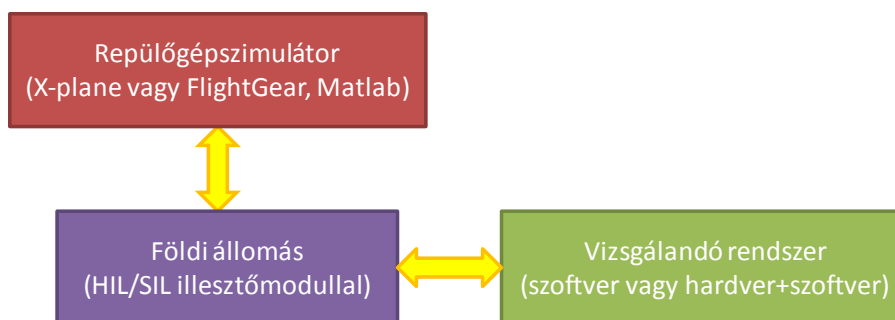 Repülőgépszimulátor
(X-plane vagy FlightGear, Matlab)
Földi állomás
(HIL/SIL illesztőmodullal)
Vizsgálandó rendszer
(szoftver vagy hardver+szoftver)